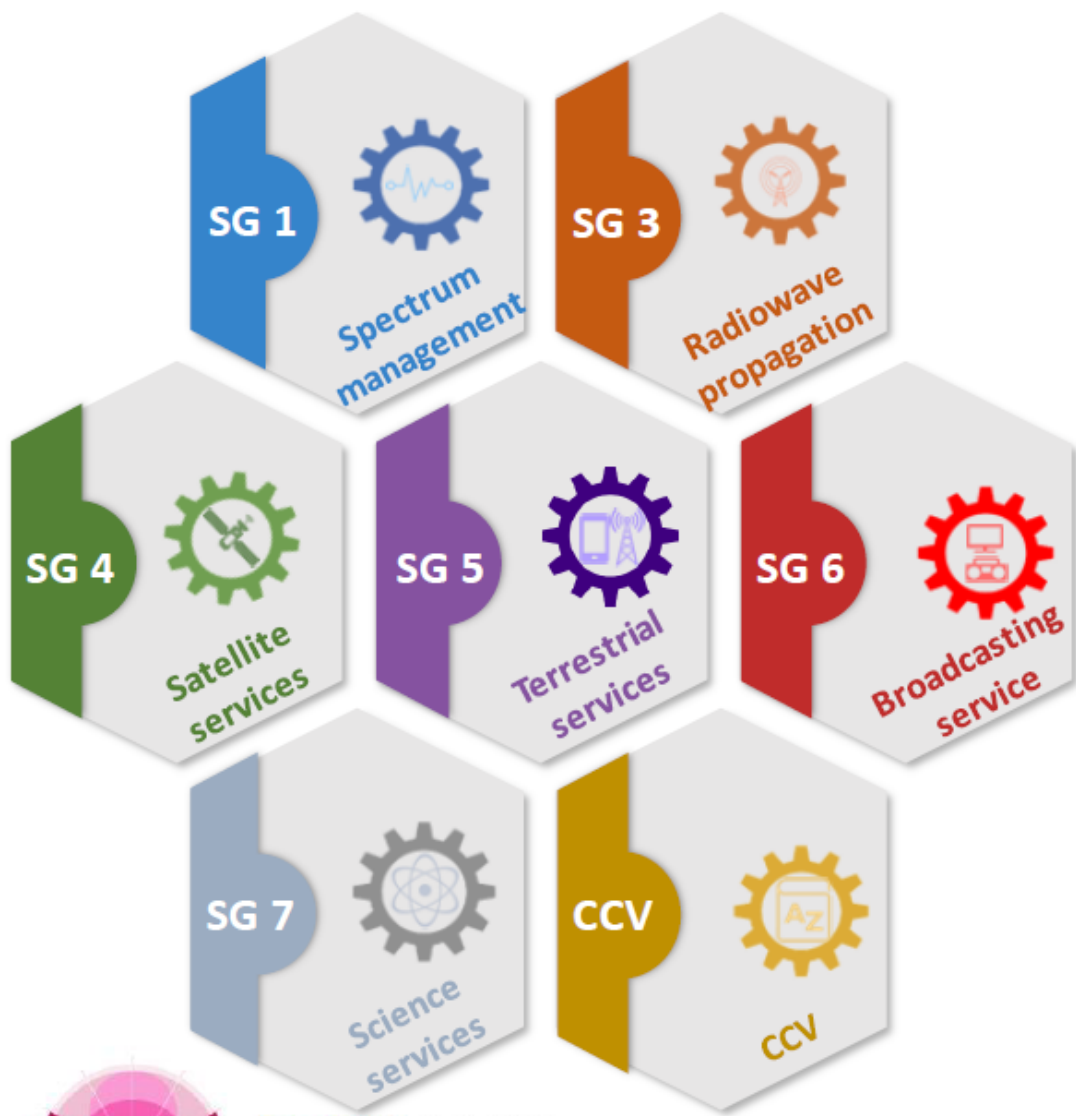 SG 1
Spectrum
management
SG 3
Radiowave
propagation
SG 4
Satellite
services
SG 5
Terrestrial
services
SG 6
Broadcasting
service
SG 7
Science
services
CCV
AZ
CCV